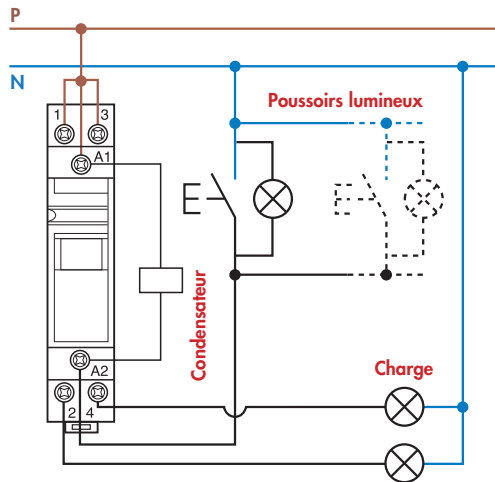 P
N
Poussoirs lumineux
1
3
A1
Condensateur
A2
Charge
2
4